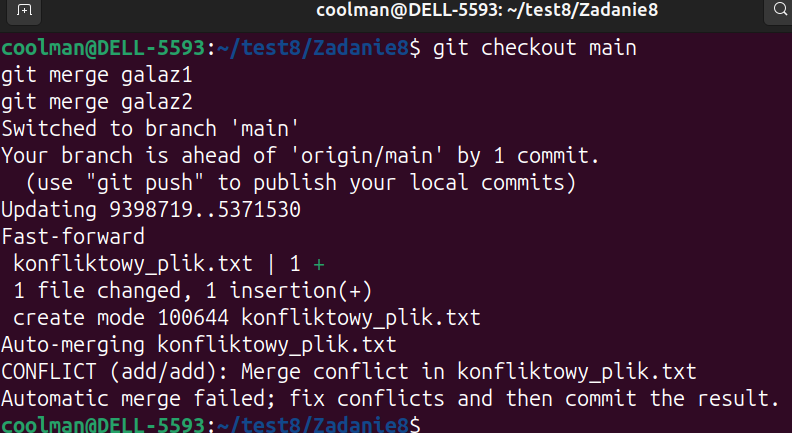 coolman@DELL-5593: ~/test8/Zadanie8
coolman@DELL-5593:~/test8/Zadanie8$ git checkout main
git merge galaz1
git merge galaz2
Switched to branch 'main'
Your branch is ahead of 'origin/main' by 1 commit.
  (use "git push" to publish your local commits)
Updating 9398719..5371530
Fast-forward
 konfliktowy_plik.txt | 1 +
 1 file changed, 1 insertion(+)
 create mode 100644 konfliktowy_plik.txt
Auto-merging konfliktowy_plik.txt
CONFLICT (add/add): Merge conflict in konfliktowy_plik.txt
Automatic merge failed; fix conflicts and then commit the result.
coolman@DELL-5593:~/test8/Zadanie8$